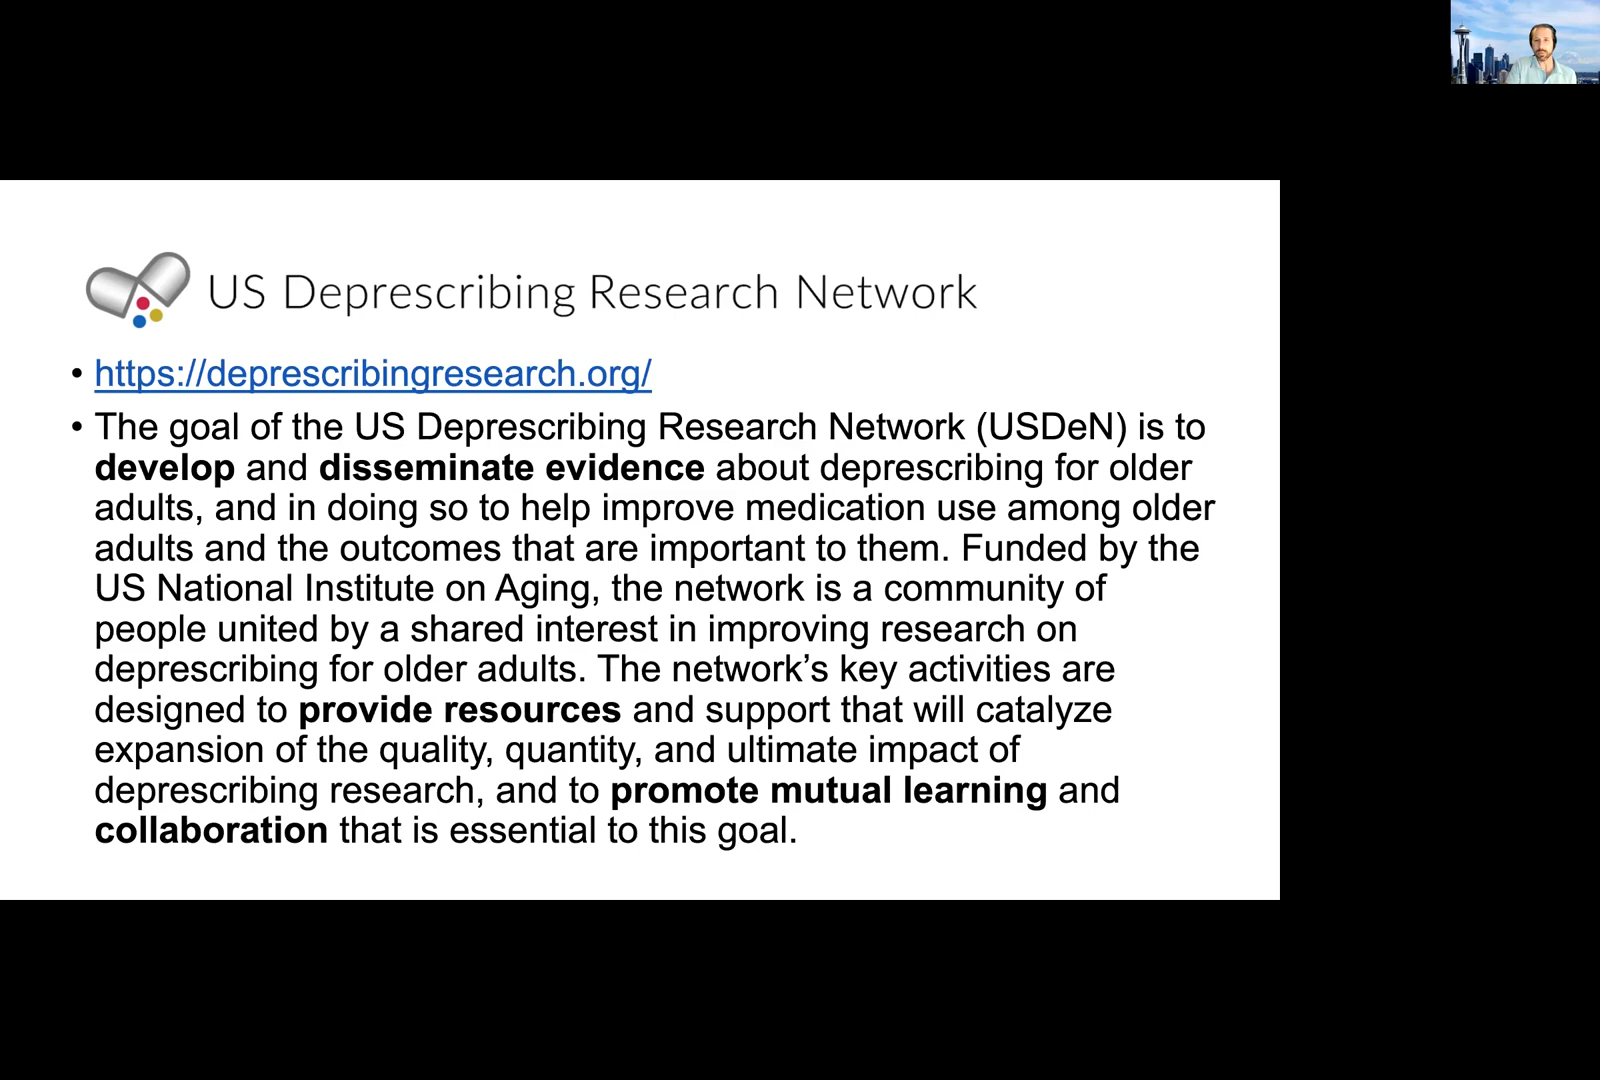 US Deprescribing Research Network
• https://deprescribingresearch.org/
• The goal of the US Deprescribing Research Network (USDeN) is to
develop and disseminate evidence about deprescribing for older
adults, and in doing so to help improve medication use among older
adults and the outcomes that are important to them. Funded by the
US National Institute on Aging, the network is a community of
people united by a shared interest in improving research on
deprescribing for older adults. The network’s key activities are
designed to provide resources and support that will catalyze
expansion of the quality, quantity, and ultimate impact of
deprescribing research, and to promote mutual learning and
collaboration that is essential to this goal.